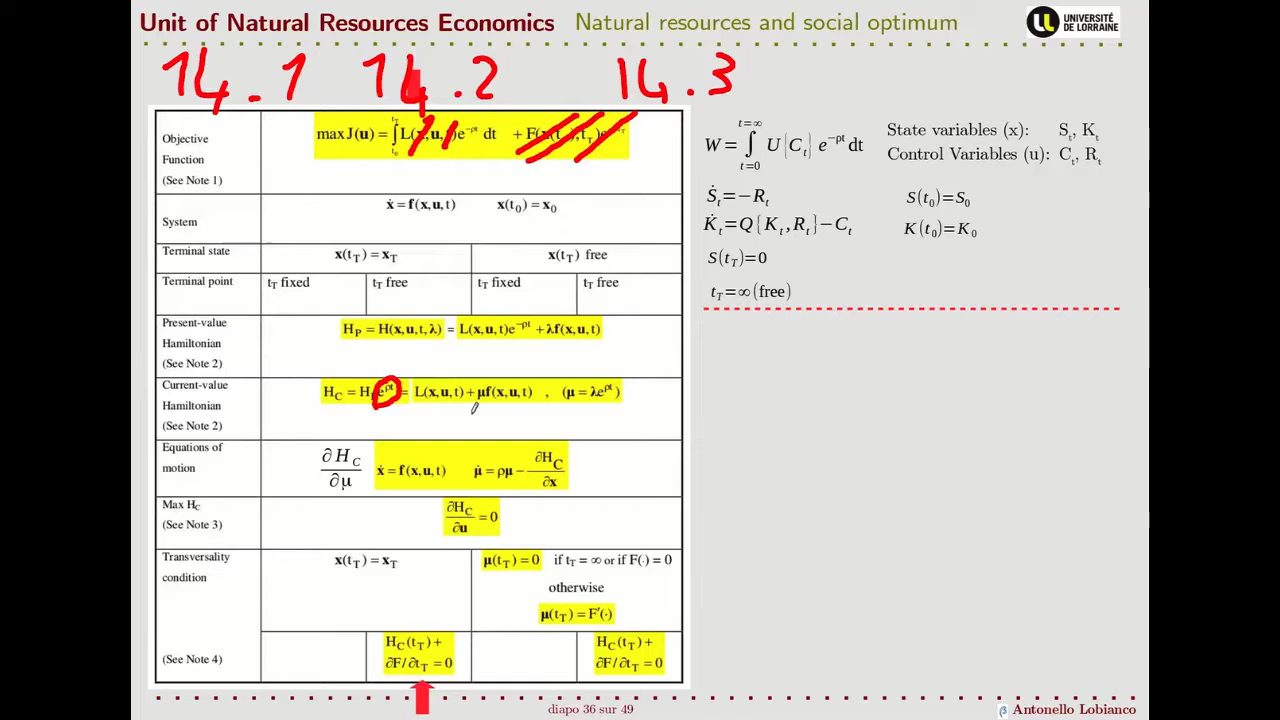 Unit of Natural Resources Economics Natural resources and social optimum
UNIVERSITÉ
DE LORRAINE
14.1 14.2 14.3
Objective
Function
(See Note 1)
max J(u) = ∫ L(x,u,t)e^−ρt dt + F(x(t_T),t_T)e
t_T
t_0
System
ẋ = f(x,u,t) x(t₀) = x₀
Terminal state x(t_T) = x_T x(t_T) free
Terminal point t_T fixed t_T free t_T fixed t_T free
Present-value
Hamiltonian
(See Note 2)
H_P = H(x,u,t,λ) = L(x,u,t)e^−ρt + λf(x,u,t)
Current-value
Hamiltonian
(See Note 2)
H_C = H e^ρt = L(x,u,t) + μf(x,u,t) , (μ = λe^ρt)
Equations of
motion
∂H_C/∂μ ẋ = f(x,u,t) μ̇ = ρμ − ∂H_C/∂x
Max H_C
(See Note 3)
∂H_C/∂u = 0
Transversality
condition
x(t_T) = x_T
μ(t_T) = 0 if t_T = ∞ or if F(·) = 0
otherwise
μ(t_T) = F′(·)
(See Note 4)
H_C(t_T) +
∂F/∂t_T = 0
H_C(t_T) +
∂F/∂t_T = 0
W = ∫ U{C_t} e^−ρt dt
t=∞
t=0
State variables (x): S_t, K_t
Control Variables (u): C_t, R_t
Ṡ_t = −R_t S(t₀) = S₀
K̇_t = Q{K_t, R_t} − C_t K(t₀) = K₀
S(t_T) = 0
t_T = ∞ (free)
diapo 36 sur 49
Antonello Lobianco